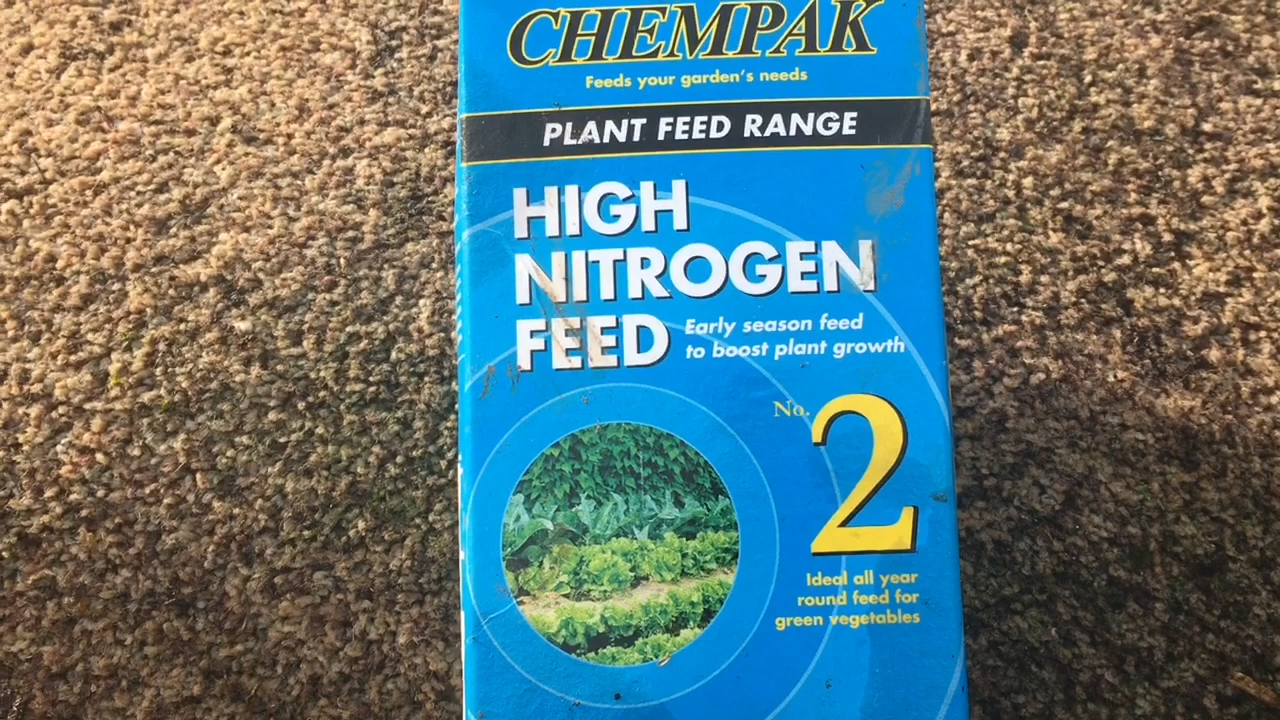 CHEMPAK
Feeds your garden's needs
PLANT FEED RANGE
HIGH
NITROGEN
FEED
Early season feed
to boost plant growth
No. 2
Ideal all year
round feed for
green vegetables